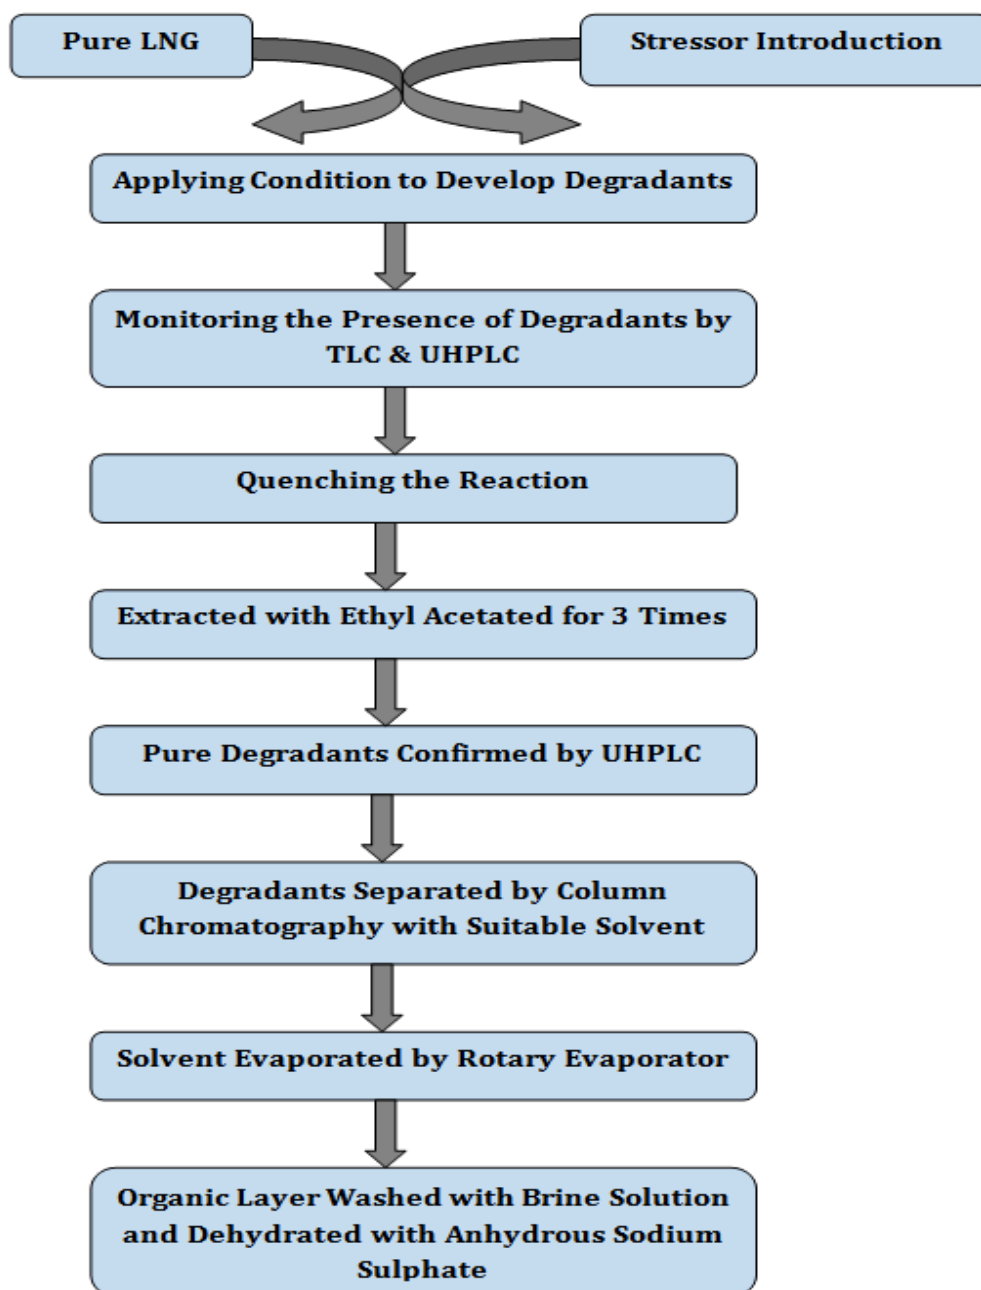 Pure LNG
Stressor Introduction
Applying Condition to Develop Degradants
Monitoring the Presence of Degradants by
TLC & UHPLC
Quenching the Reaction
Extracted with Ethyl Acetated for 3 Times
Pure Degradants Confirmed by UHPLC
Degradants Separated by Column
Chromatography with Suitable Solvent
Solvent Evaporated by Rotary Evaporator
Organic Layer Washed with Brine Solution
and Dehydrated with Anhydrous Sodium
Sulphate